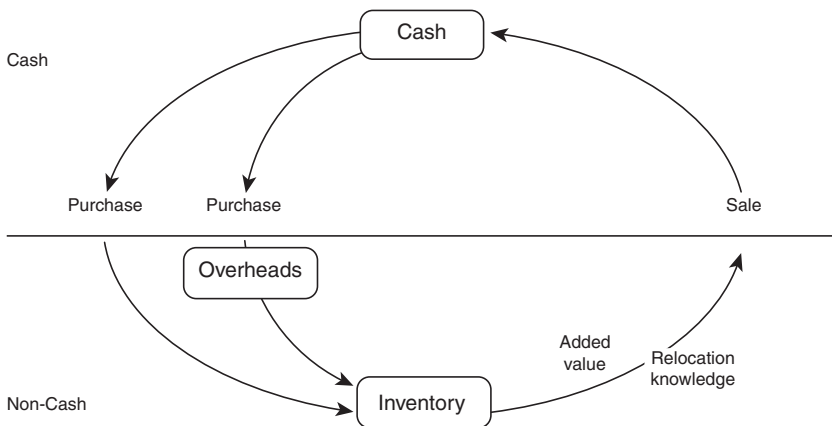 Cash
Cash
Purchase
Purchase
Sale
Overheads
Added
value
Relocation
knowledge
Inventory
Non-Cash